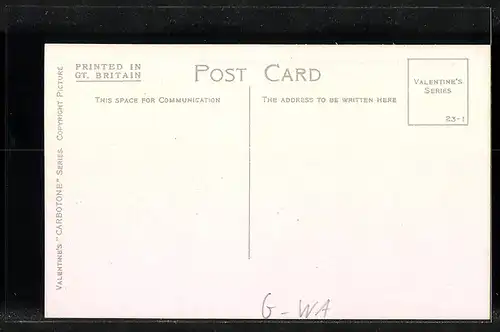 PRINTED IN
GT. BRITAIN
POST CARD
THIS SPACE FOR COMMUNICATION
THE ADDRESS TO BE WRITTEN HERE
VALENTINE'S
SERIES
23-1
VALENTINE'S "CARBOTONE" SERIES. COPYRIGHT PICTURE
G-WA